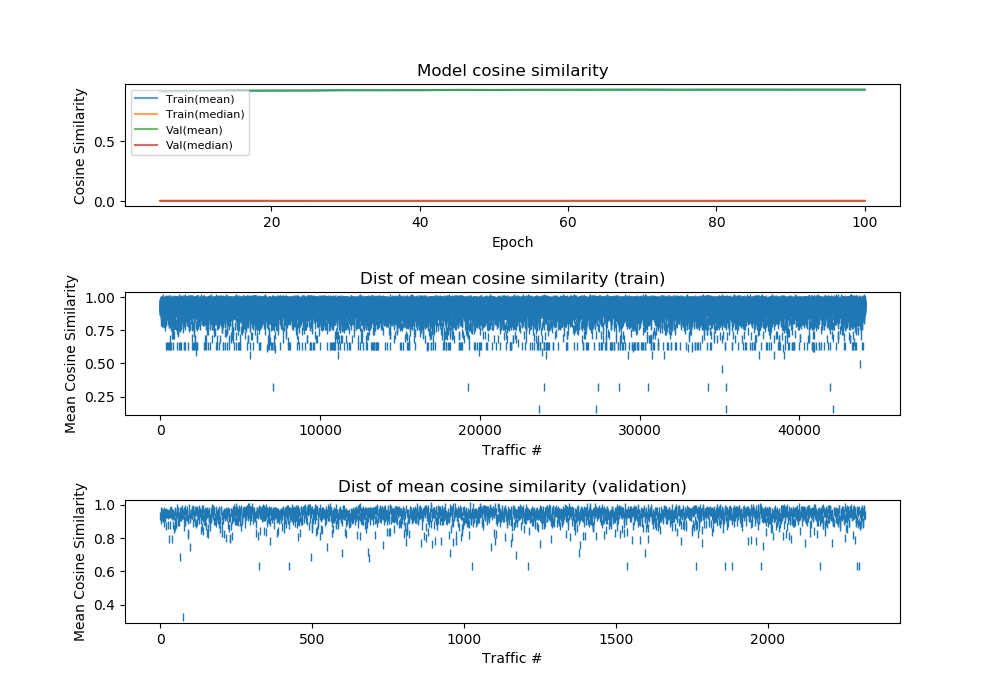 Model cosine similarity
Cosine Similarity
0.5
0.0
Train(mean)
Train(median)
Val(mean)
Val(median)
20 40 60 80 100
Epoch
Dist of mean cosine similarity (train)
Mean Cosine Similarity
1.00
0.75
0.50
0.25
0 10000 20000 30000 40000
Traffic #
Dist of mean cosine similarity (validation)
Mean Cosine Similarity
1.0
0.8
0.6
0.4
0 500 1000 1500 2000
Traffic #